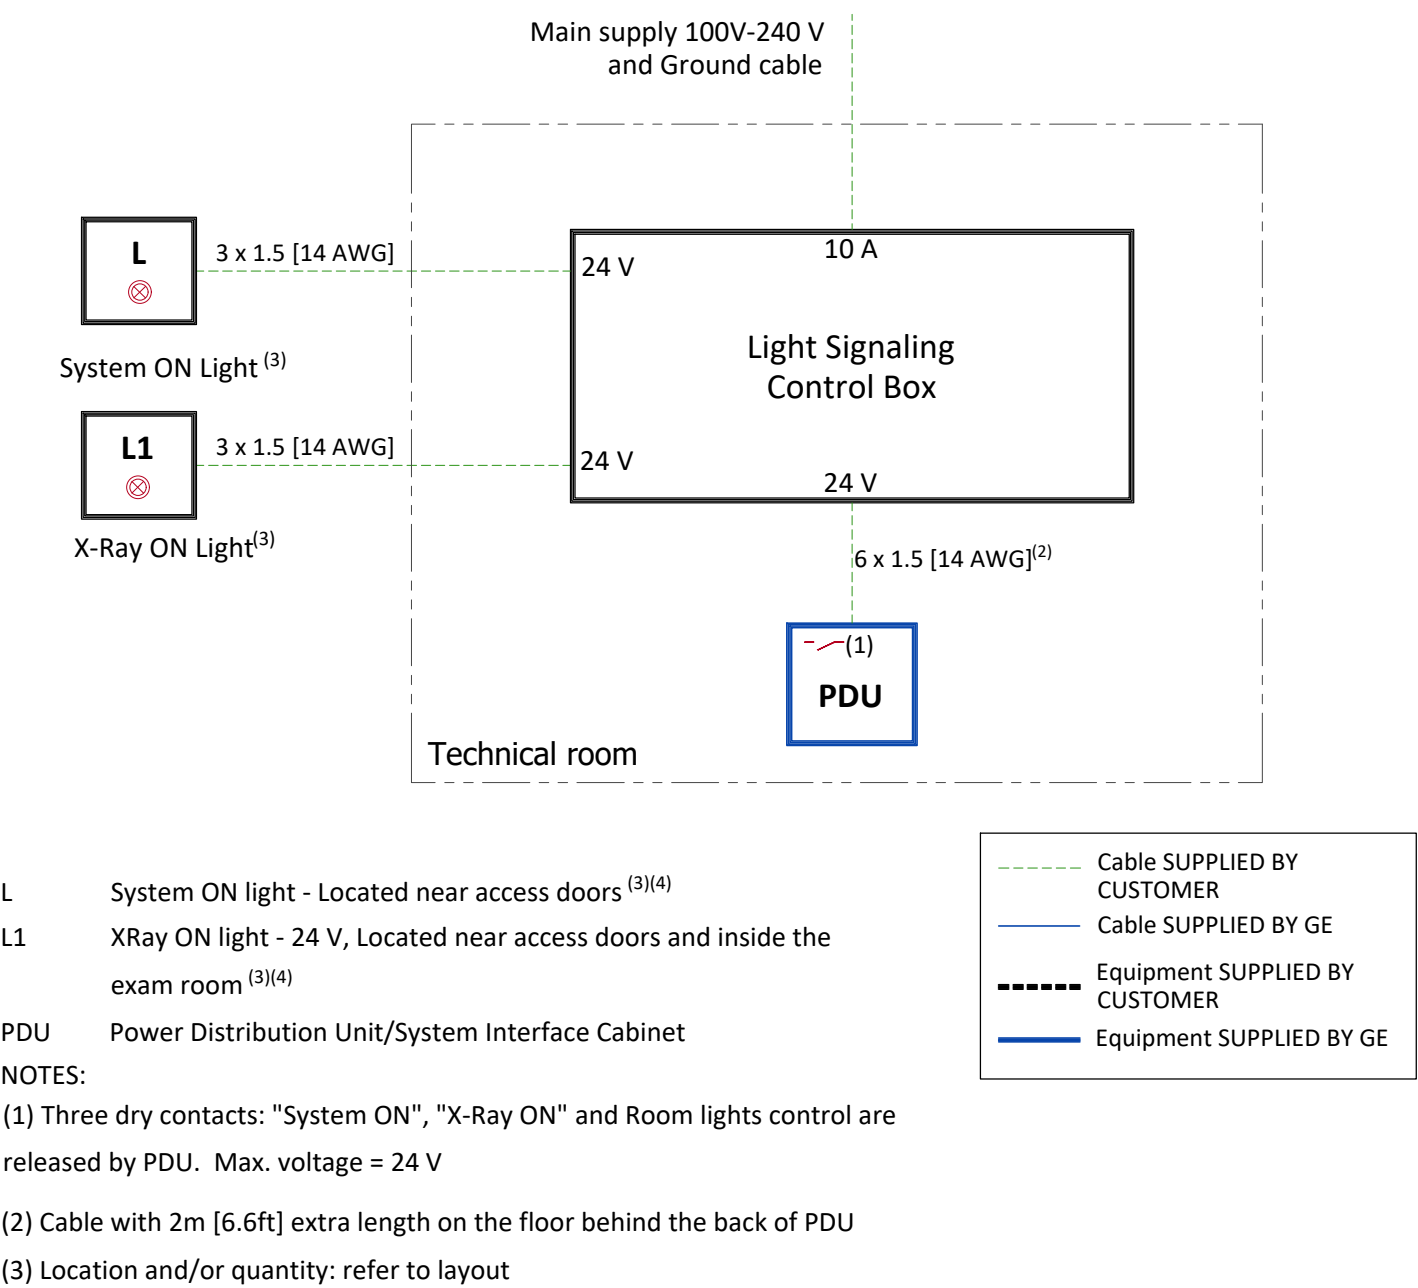 Main supply 100V-240 V
and Ground cable
10 A
L
3 x 1.5 [14 AWG]
24 V
Light Signaling
Control Box
System ON Light (3)
L1
3 x 1.5 [14 AWG]
24 V
24 V
X-Ray ON Light(3)
6 x 1.5 [14 AWG](2)
(1)
PDU
Technical room
Cable SUPPLIED BY
CUSTOMER
Cable SUPPLIED BY GE
Equipment SUPPLIED BY
CUSTOMER
Equipment SUPPLIED BY GE
L System ON light - Located near access doors (3)(4)
L1 XRay ON light - 24 V, Located near access doors and inside the
exam room (3)(4)
PDU Power Distribution Unit/System Interface Cabinet
NOTES:
(1) Three dry contacts: "System ON", "X-Ray ON" and Room lights control are
released by PDU. Max. voltage = 24 V
(2) Cable with 2m [6.6ft] extra length on the floor behind the back of PDU
(3) Location and/or quantity: refer to layout